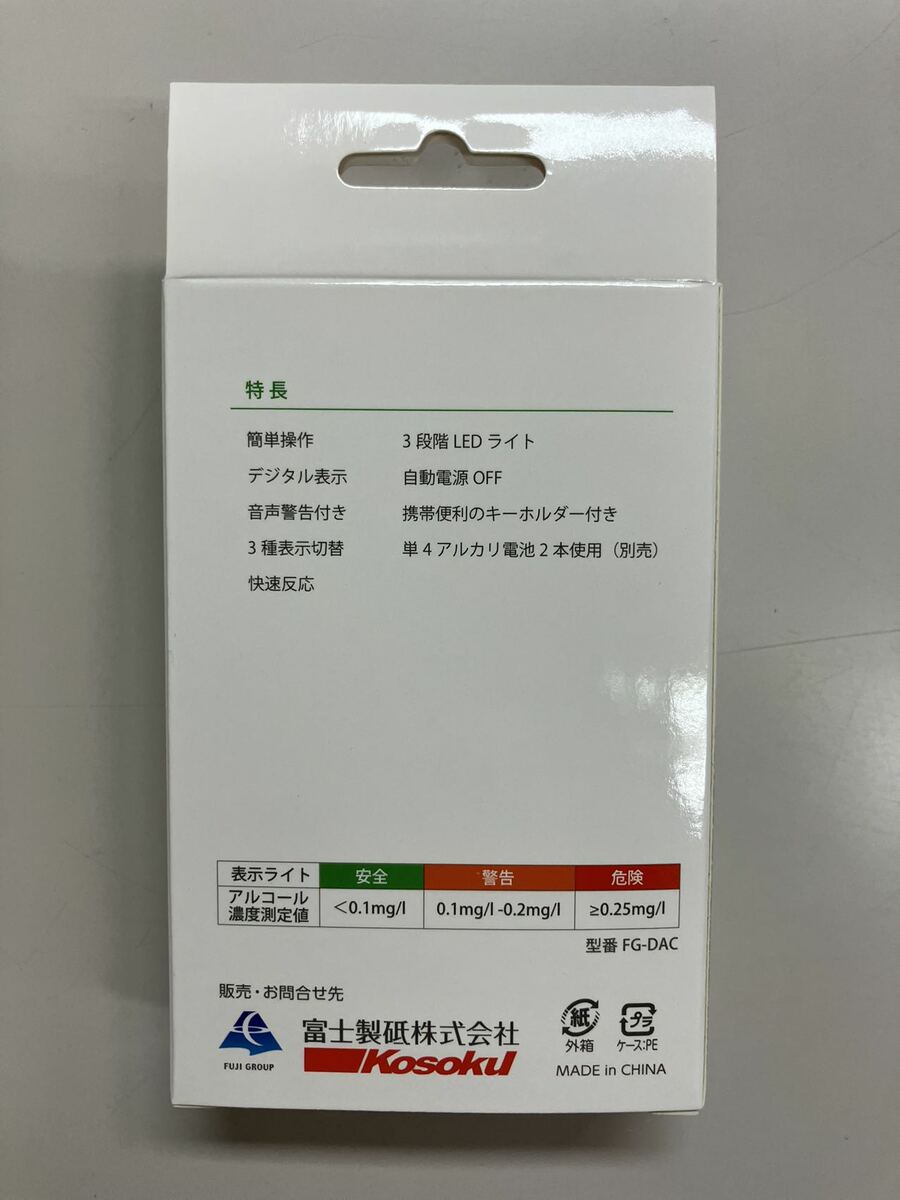 特長
簡単操作 3段階LEDライト
デジタル表示 自動電源OFF
音声警告付き 携帯便利のキーホルダー付き
3種表示切替 単4アルカリ電池2本使用（別売）
快速反応
表示ライト 安全 警告 危険
アルコール
濃度測定値 ＜0.1mg/l 0.1mg/l -0.2mg/l ≥0.25mg/l
型番 FG-DAC
販売・お問合せ先
富士製砥株式会社
Kosoku
FUJI GROUP
紙 プラ
外箱 ケース:PE
MADE in CHINA